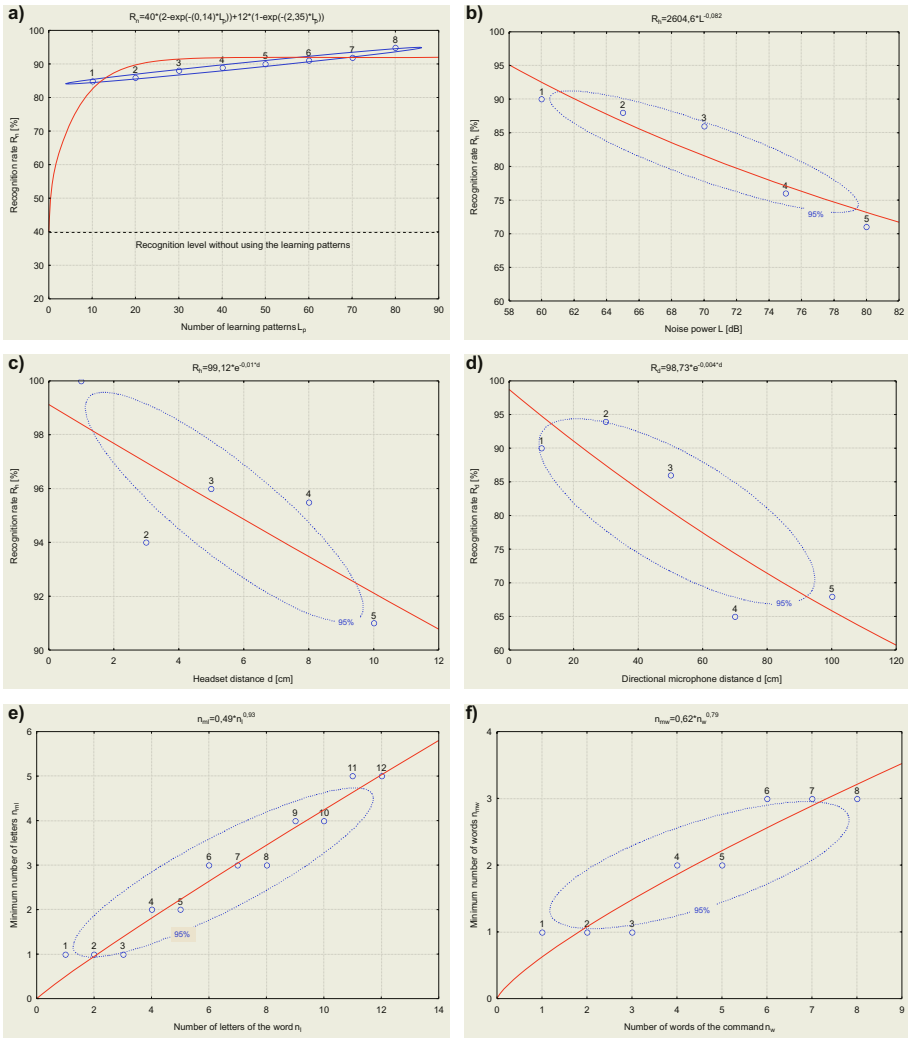 a)
R_h=40*(2-exp(-(0,14)*L_p))+12*(1-exp(-(2,35)*L_p))
Recognition rate R_h [%]
100
90
80
70
60
50
40
30
20
1 2 3 4 5 6 7 8
Recognition level without using the learning patterns
0 10 20 30 40 50 60 70 80 90
Number of learning patterns L_p
b)
R_h=2604,6*L^-0,082
Recognition rate R_h [%]
100
95
90
85
80
75
70
65
60
1 2 3 4 5
95%
58 60 62 64 66 68 70 72 74 76 78 80 82
Noise power L [dB]
c)
R_h=99,12*e^-0,01*d
Recognition rate R_h [%]
100
98
96
94
92
90
2 3 4 5
95%
0 2 4 6 8 10 12
Headset distance d [cm]
d)
R_d=98,73*e^-0,004*d
Recognition rate R_d [%]
100
95
90
85
80
75
70
65
60
1 2 3 4 5
95%
0 20 40 60 80 100 120
Directional microphone distance d [cm]
e)
n_ml=0,49*n_l^0,93
Minimum number of letters n_ml
6
5
4
3
2
1
0
1 2 3 4 5 6 7 8 9 10 11 12
95%
0 2 4 6 8 10 12 14
Number of letters of the word n_l
f)
n_mw=0,62*n_w^0,79
Minimum number of words n_mw
4
3
2
1
0
1 2 3 4 5 6 7 8
95%
0 1 2 3 4 5 6 7 8 9
Number of words of the command n_w